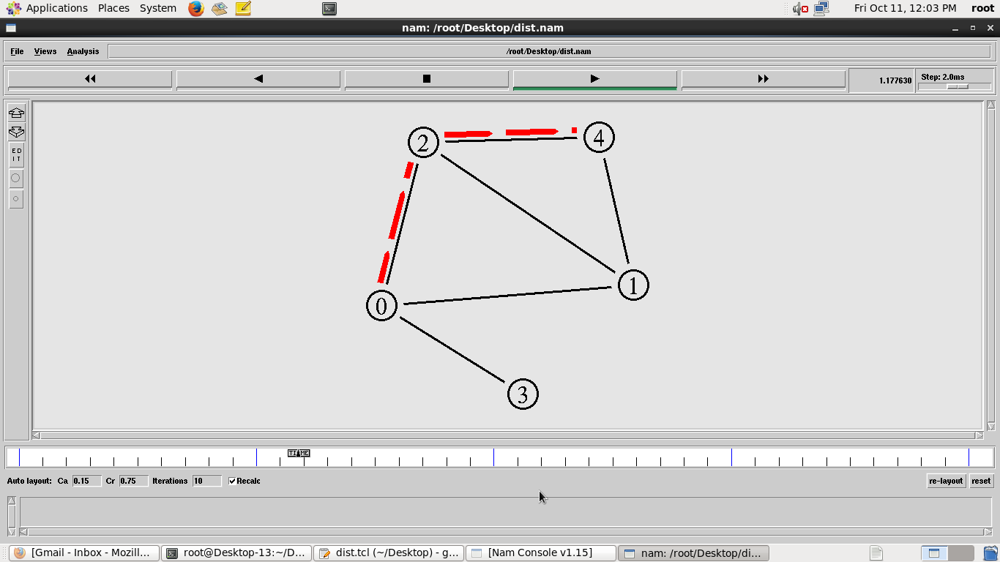 Applications Places System Fri Oct 11, 12:03 PM root
nam: /root/Desktop/dist.nam
File Views Analysis /root/Desktop/dist.nam
1.177630 Step: 2.0ms
ED
IT
2
4
1
0
3
TIME
Auto layout: Ca 0.15 Cr 0.75 Iterations 10 Recalc re-layout reset
[Gmail - Inbox - Mozill... root@Desktop-13:~/D... dist.tcl (~/Desktop) - g... [Nam Console v1.15] nam: /root/Desktop/di...